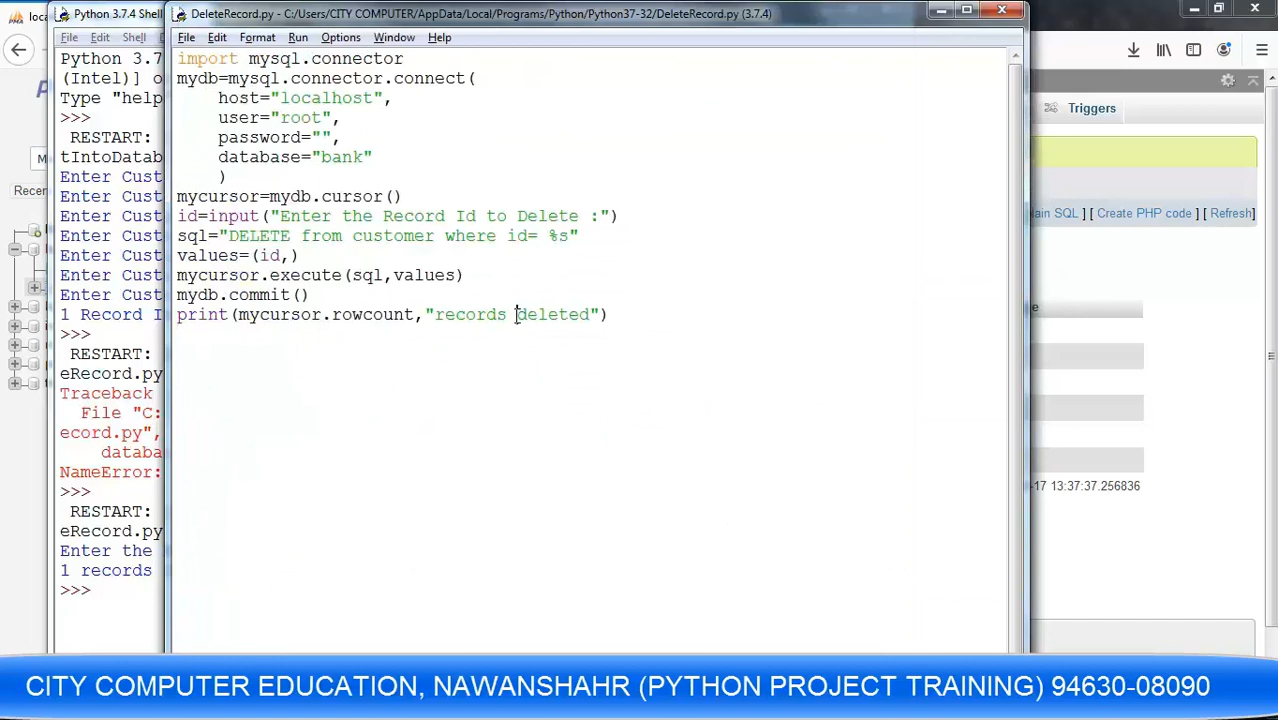 Python 3.7.4 Shell
DeleteRecord.py - C:/Users/CITY COMPUTER/AppData/Local/Programs/Python/Python37-32/DeleteRecord.py (3.7.4)
File Edit Shell
File Edit Format Run Options Window Help
Python 3.7
(Intel)] o
Type "help
>>>
RESTART:
tIntoDatab
Enter Cust
Enter Cust
Enter Cust
Enter Cust
Enter Cust
Enter Cust
Enter Cust
1 Record I
>>>
RESTART:
eRecord.py
Traceback
File "C:
ecord.py",
databa
NameError:
>>>
RESTART:
eRecord.py
Enter the
1 records
>>>
import mysql.connector
mydb=mysql.connector.connect(
host="localhost",
user="root",
password="",
database="bank"
)
mycursor=mydb.cursor()
id=input("Enter the Record Id to Delete :")
sql="DELETE from customer where id= %s"
values=(id,)
mycursor.execute(sql,values)
mydb.commit()
print(mycursor.rowcount,"records deleted")
loca
M
Recen
Triggers
lain SQL ] [ Create PHP code ] [ Refresh]
e
-17 13:37:37.256836
CITY COMPUTER EDUCATION, NAWANSHAHR (PYTHON PROJECT TRAINING) 94630-08090